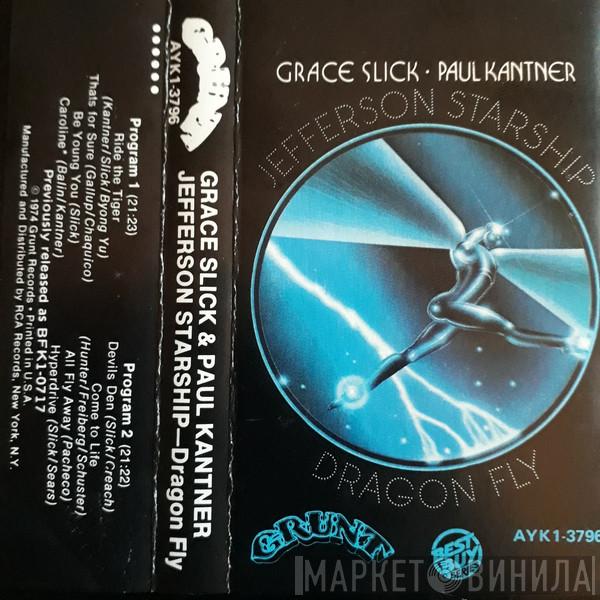 GRACE SLICK • PAUL KANTNER
JEFFERSON STARSHIP
DRAGON FLY
GRUNT
BEST
BUY
SERIES
AYK1-3796
GRUNT
AYK1-3796
GRACE SLICK & PAUL KANTNER
JEFFERSON STARSHIP—Dragon Fly
Program 1 (21:23)
Ride the Tiger
(Kantner/Slick/Byong Yu)
Thats for Sure (Gallup/Chaquico)
Be Young You (Slick)
Caroline* (Balin/Kantner)
Program 2 (21:22)
Devils Den (Slick/Creach)
Come to Life
(Hunter/Freiberg/Schuster)
All Fly Away (Pacheco)
Hyperdrive (Slick/Sears)
Previously released as BFK1-0717
© 1974 Grunt Records • Printed in U.S.A.
Manufactured and Distributed by RCA Records, New York, N.Y.
МАРКЕТ ВИНИЛА